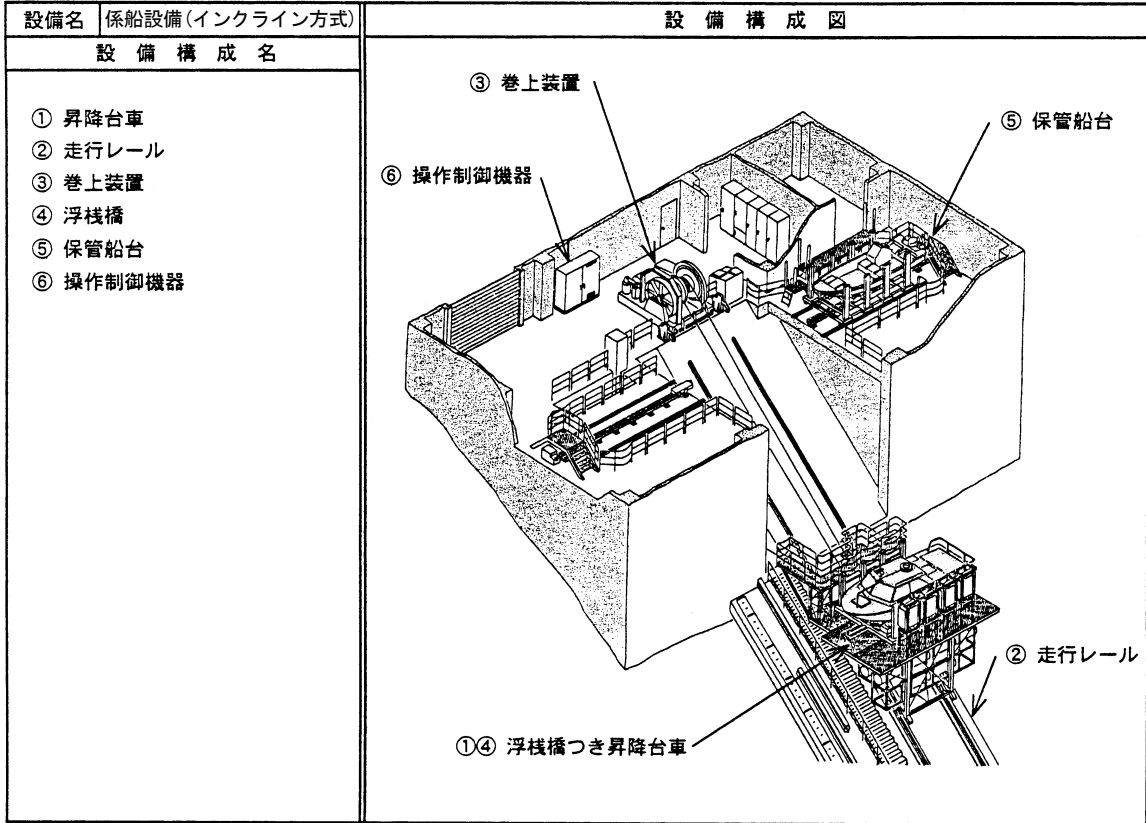 設備名 係船設備(インクライン方式)
設備構成名
① 昇降台車
② 走行レール
③ 巻上装置
④ 浮桟橋
⑤ 保管船台
⑥ 操作制御機器
設備構成図
③ 巻上装置
⑤ 保管船台
⑥ 操作制御機器
② 走行レール
①④ 浮桟橋つき昇降台車